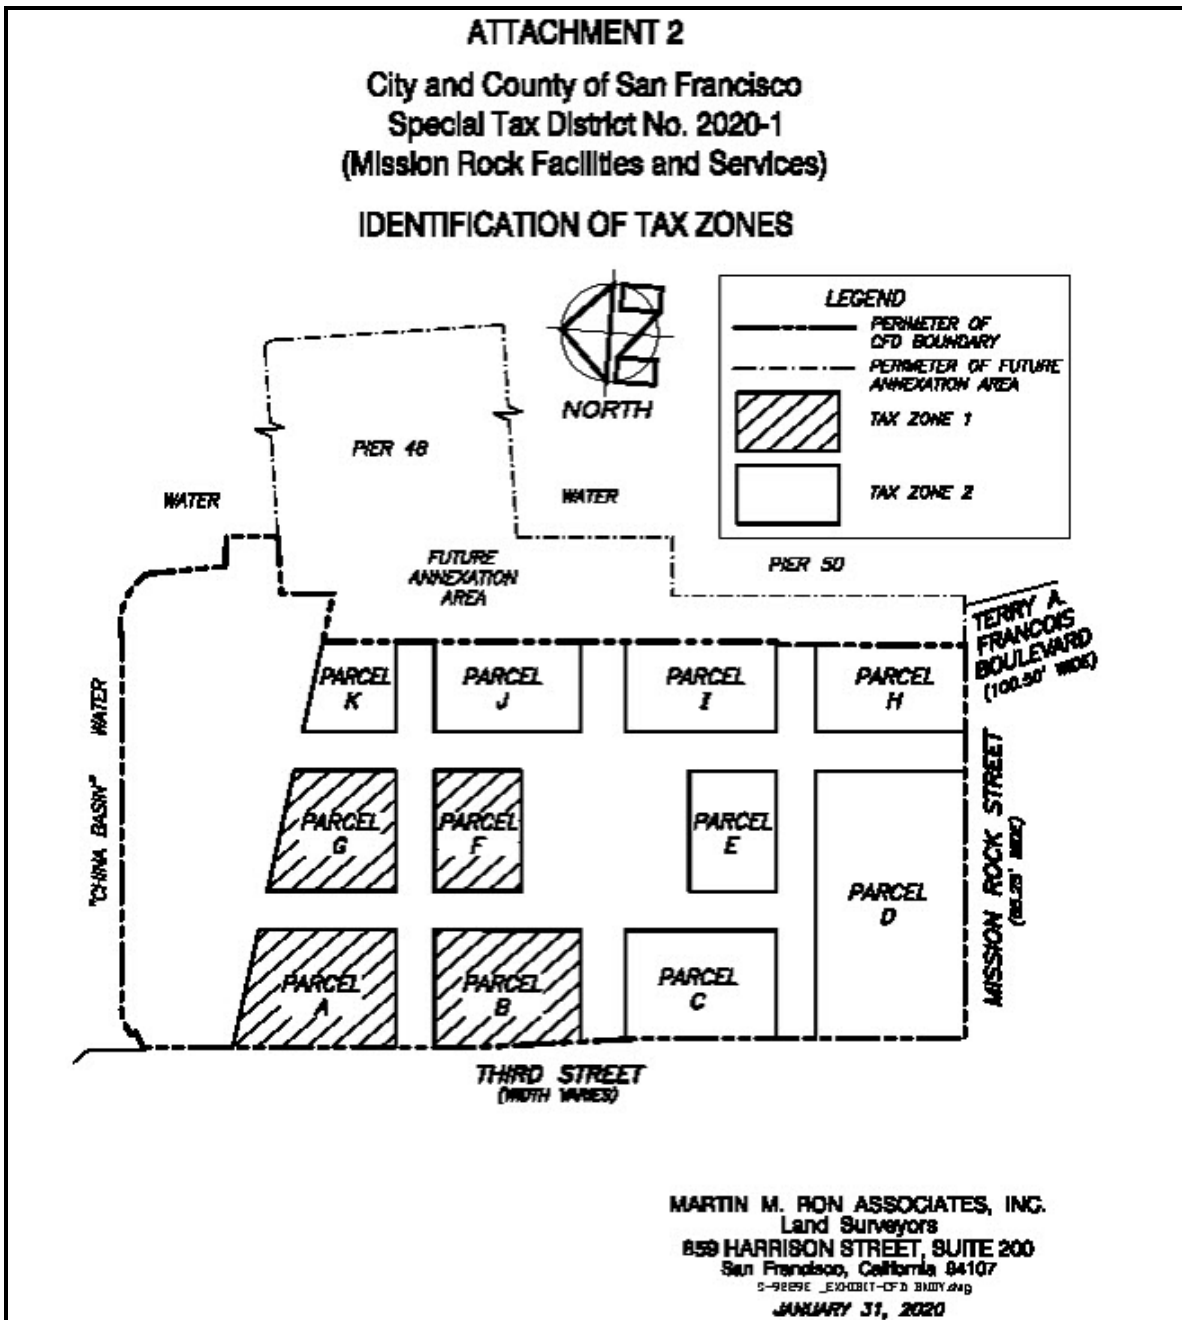 ATTACHMENT 2
City and County of San Francisco
Special Tax District No. 2020-1
(Mission Rock Facilities and Services)
IDENTIFICATION OF TAX ZONES
NORTH
LEGEND
PERIMETER OF
CFD BOUNDARY
PERIMETER OF FUTURE
ANNEXATION AREA
TAX ZONE 1
TAX ZONE 2
PIER 48
WATER
WATER
FUTURE
ANNEXATION
AREA
PIER 50
TERRY A.
FRANCOIS
BOULEVARD
(100.50' WIDE)
PARCEL
K
PARCEL
J
PARCEL
I
PARCEL
H
WATER
"CHINA BASIN"
PARCEL
G
PARCEL
F
PARCEL
E
PARCEL
D
MISSION ROCK STREET
WIDE)
PARCEL
A
PARCEL
B
PARCEL
C
THIRD STREET
(WIDTH VARIES)
MARTIN M. RON ASSOCIATES, INC.
Land Surveyors
859 HARRISON STREET, SUITE 200
San Francisco, California 94107
JANUARY 31, 2020